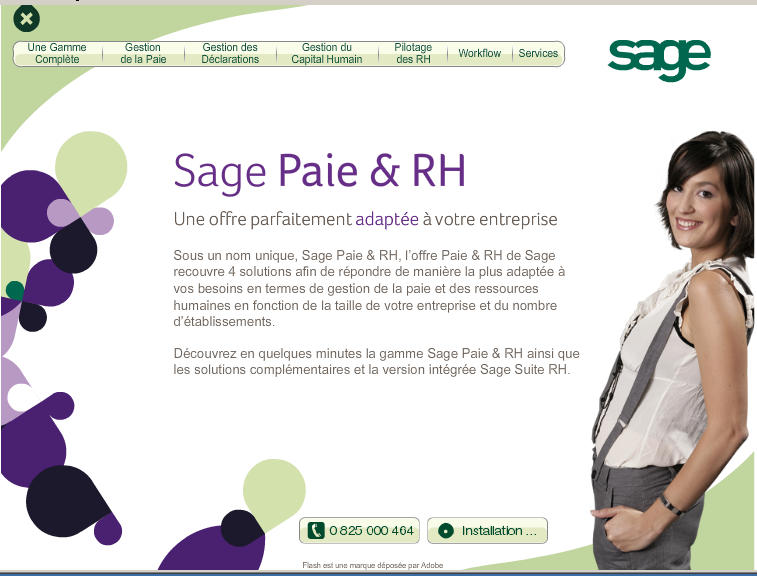 Une Gamme
Complète
Gestion
de la Paie
Gestion des
Déclarations
Gestion du
Capital Humain
Pilotage
des RH
Workflow
Services
sage
Sage Paie & RH
Une offre parfaitement adaptée à votre entreprise
Sous un nom unique, Sage Paie & RH, l'offre Paie & RH de Sage
recouvre 4 solutions afin de répondre de manière la plus adaptée à
vos besoins en termes de gestion de la paie et des ressources
humaines en fonction de la taille de votre entreprise et du nombre
d'établissements.
Découvrez en quelques minutes la gamme Sage Paie & RH ainsi que
les solutions complémentaires et la version intégrée Sage Suite RH.
0 825 000 464
Installation ...
Flash est une marque déposée par Adobe